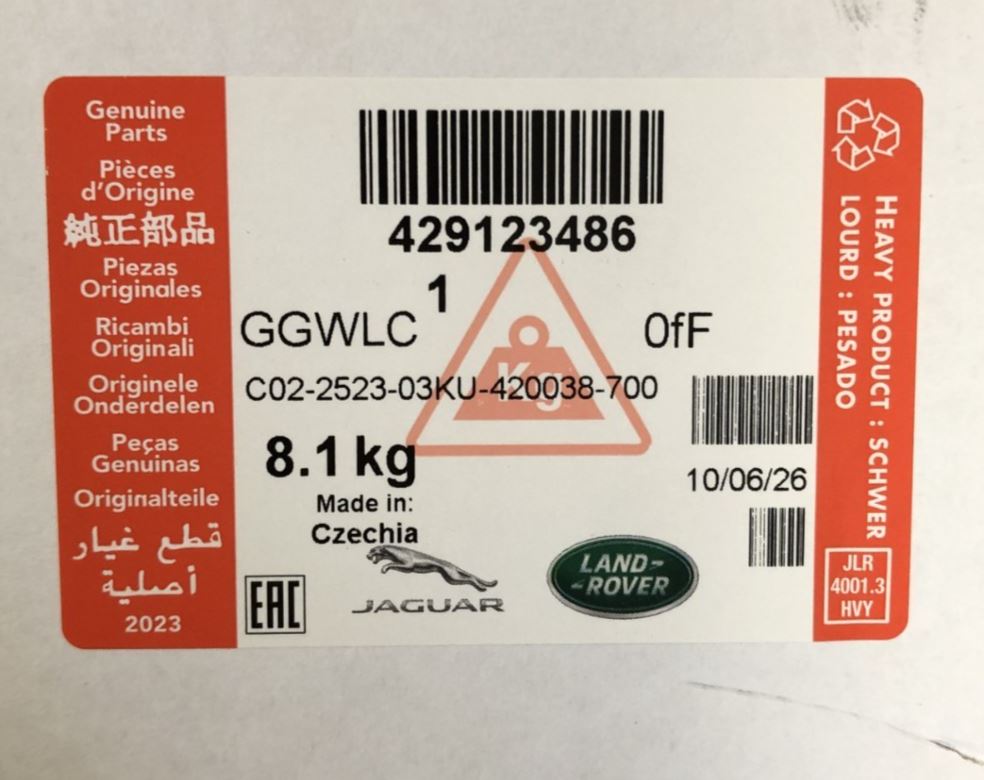 Genuine
Parts
Pièces
d'Origine
純正部品
Piezas
Originales
Ricambi
Originali
Originele
Onderdelen
Peças
Genuinas
Originalteile
قطع غيار
أصلية
2023
429123486
1
GGWLC
0fF
Kg
C02-2523-03KU-420038-700
8.1 kg
10/06/26
Made in:
Czechia
EAC
JAGUAR
LAND-
-ROVER
HEAVY PRODUCT : SCHWER
LOURD : PESADO
JLR
4001.3
HVY